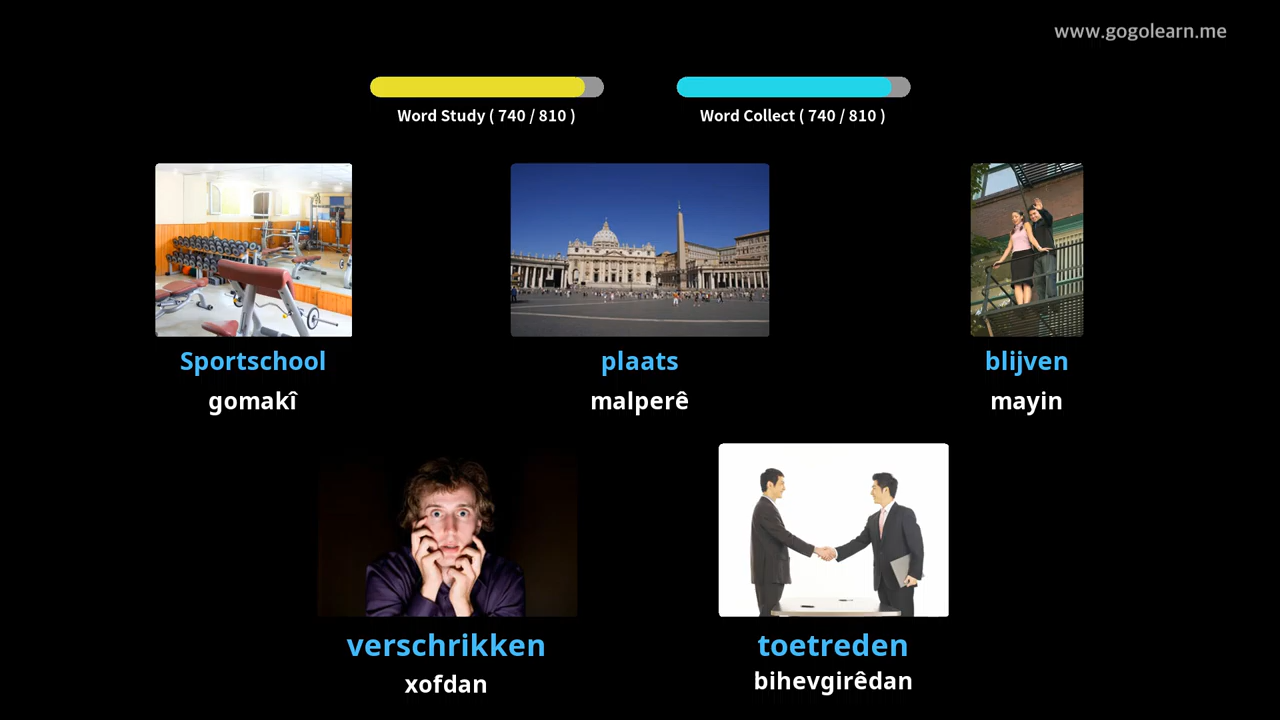 www.gogolearn.me
Word Study ( 740 / 810 )
Word Collect ( 740 / 810 )
Sportschool
gomakî
plaats
malperê
blijven
mayin
verschrikken
xofdan
toetreden
bihevgirêdan